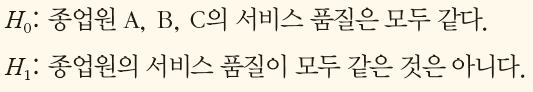 H₀: 종업원 A, B, C의 서비스 품질은 모두 같다.
H₁: 종업원의 서비스 품질이 모두 같은 것은 아니다.